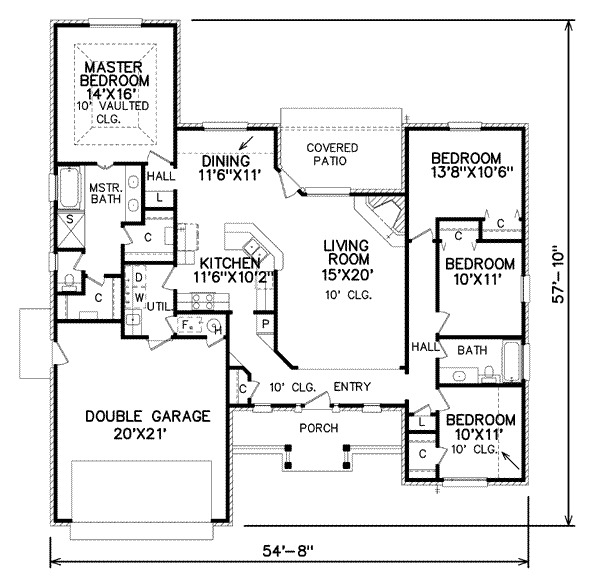 MASTER
BEDROOM
14'X16'
10' VAULTED
CLG.
DINING
11'6"X11'
COVERED
PATIO
BEDROOM
13'8"X10'6"
HALL
L
MSTR.
BATH
S
C
C
C
KITCHEN
11'6"X10'2"
LIVING
ROOM
15'X20'
10' CLG.
BEDROOM
10'X11'
57'-10"
D
W
UTIL
C
F
H
P
HALL
BATH
C
10' CLG.
ENTRY
DOUBLE GARAGE
20'X21'
PORCH
L
BEDROOM
10'X11'
10' CLG.
C
54'-8"